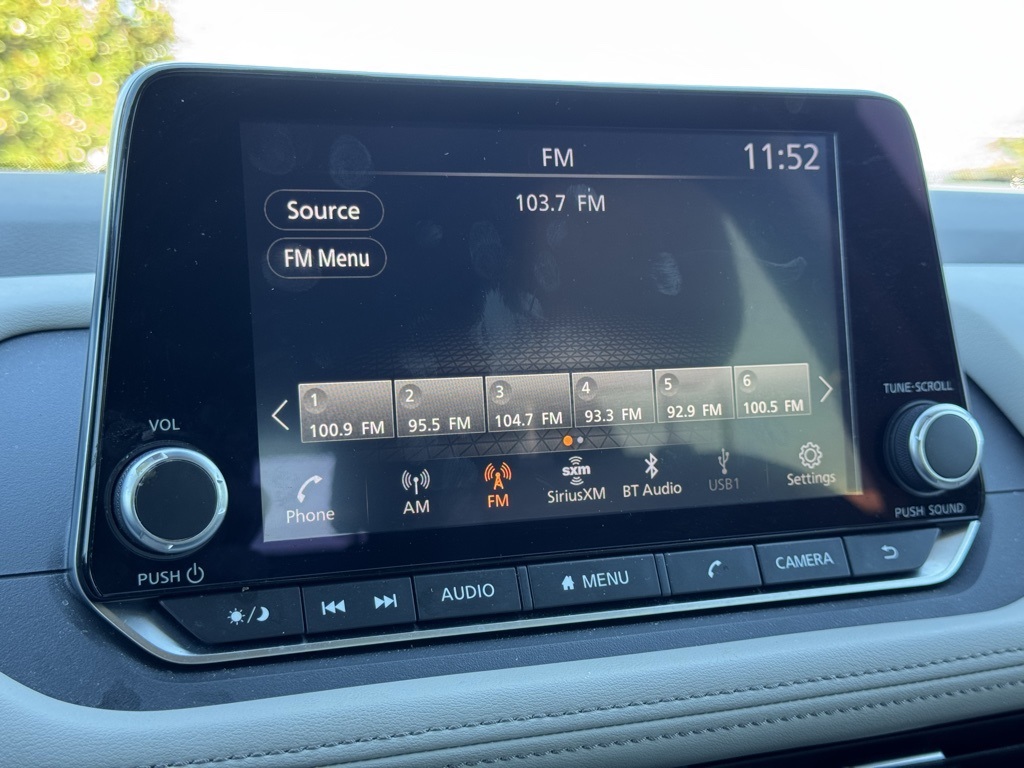 FM 11:52
Source 103.7 FM
FM Menu
1 2 3 4 5 6
100.9 FM 95.5 FM 104.7 FM 93.3 FM 92.9 FM 100.5 FM
TUNE·SCROLL
VOL
Phone AM FM sxm SiriusXM BT Audio USB1 Settings
PUSH SOUND
PUSH
AUDIO MENU CAMERA